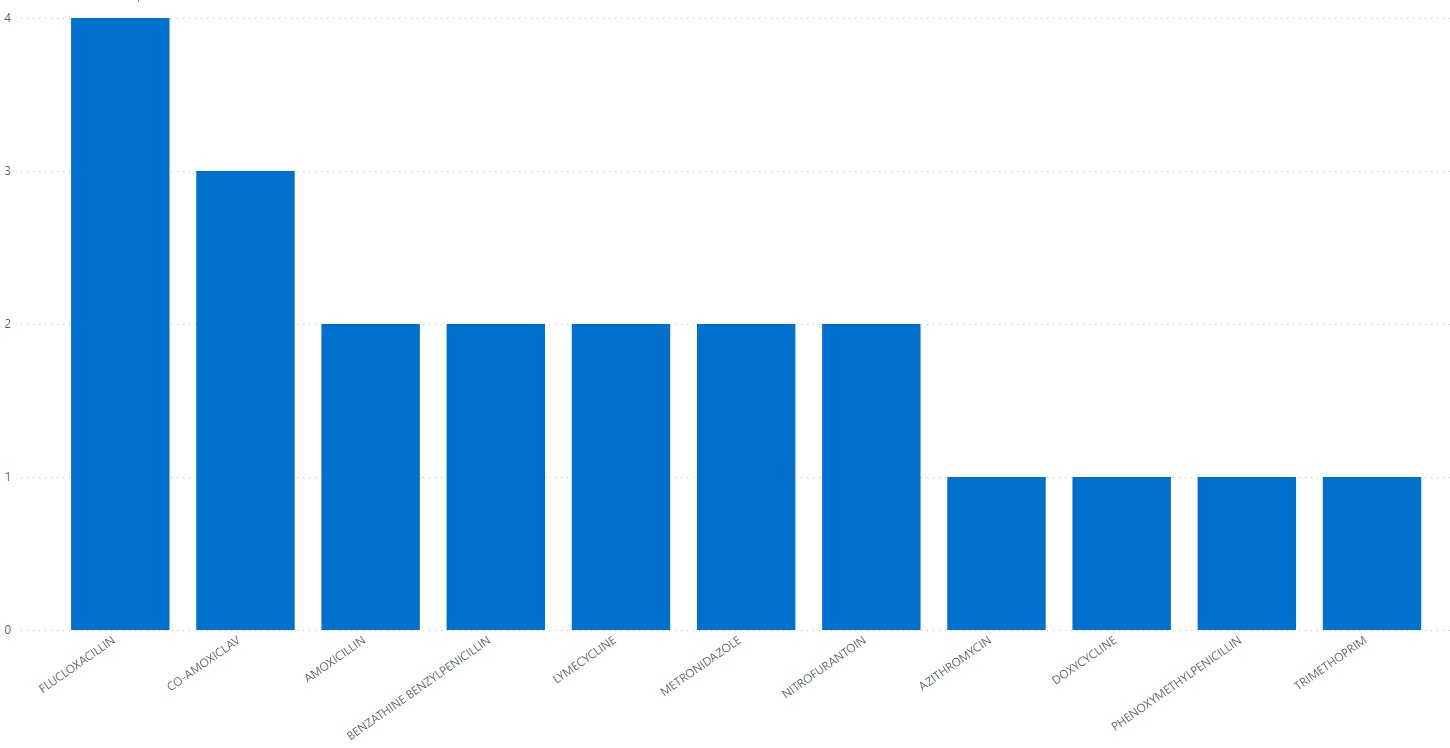 4
3
2
1
0
FLUCLOXACILLIN
CO-AMOXICLAV
AMOXICILLIN
BENZATHINE BENZYLPENICILLIN
LYMECYCLINE
METRONIDAZOLE
NITROFURANTOIN
AZITHROMYCIN
DOXYCYCLINE
PHENOXYMETHYLPENICILLIN
TRIMETHOPRIM